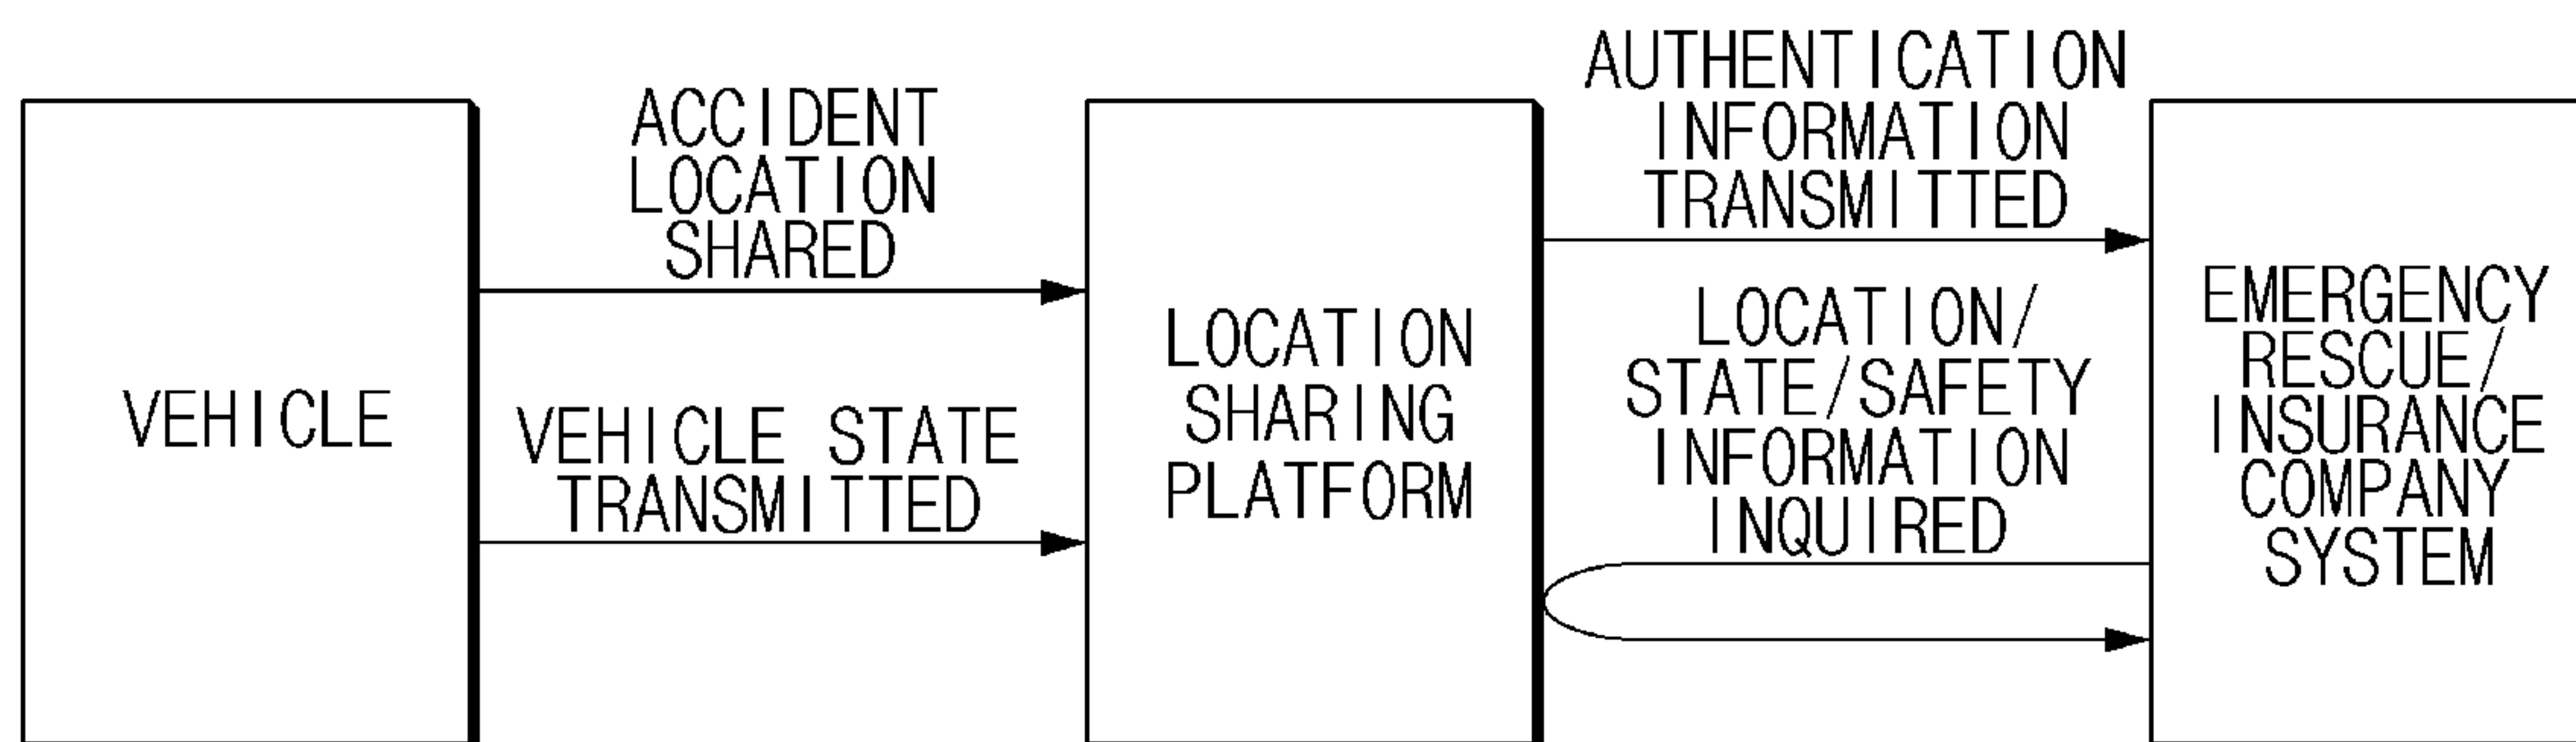 VEHICLE
ACCIDENT
LOCATION
SHARED
VEHICLE STATE
TRANSMITTED
LOCATION
SHARING
PLATFORM
AUTHENTICATION
INFORMATION
TRANSMITTED
LOCATION/
STATE/SAFETY
INFORMATION
INQUIRED
EMERGENCY
RESCUE/
INSURANCE
COMPANY
SYSTEM